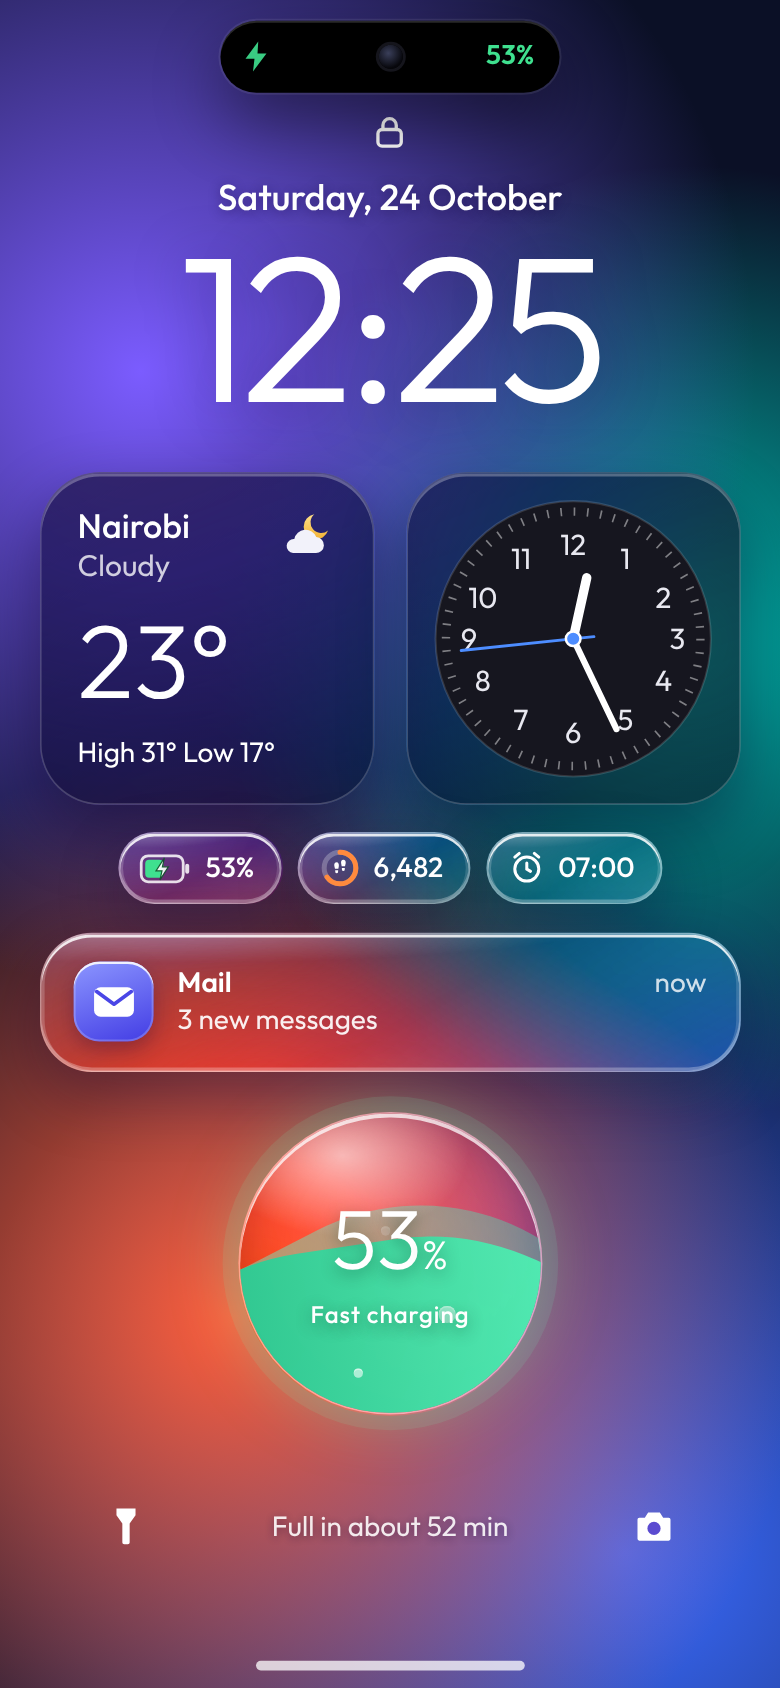 53%
Saturday, 24 October
12:25
Nairobi
Cloudy
23°
High 31° Low 17°
12
1
2
3
4
5
6
7
8
9
10
11
53%
6,482
07:00
Mail
now
3 new messages
53%
Fast charging
Full in about 52 min